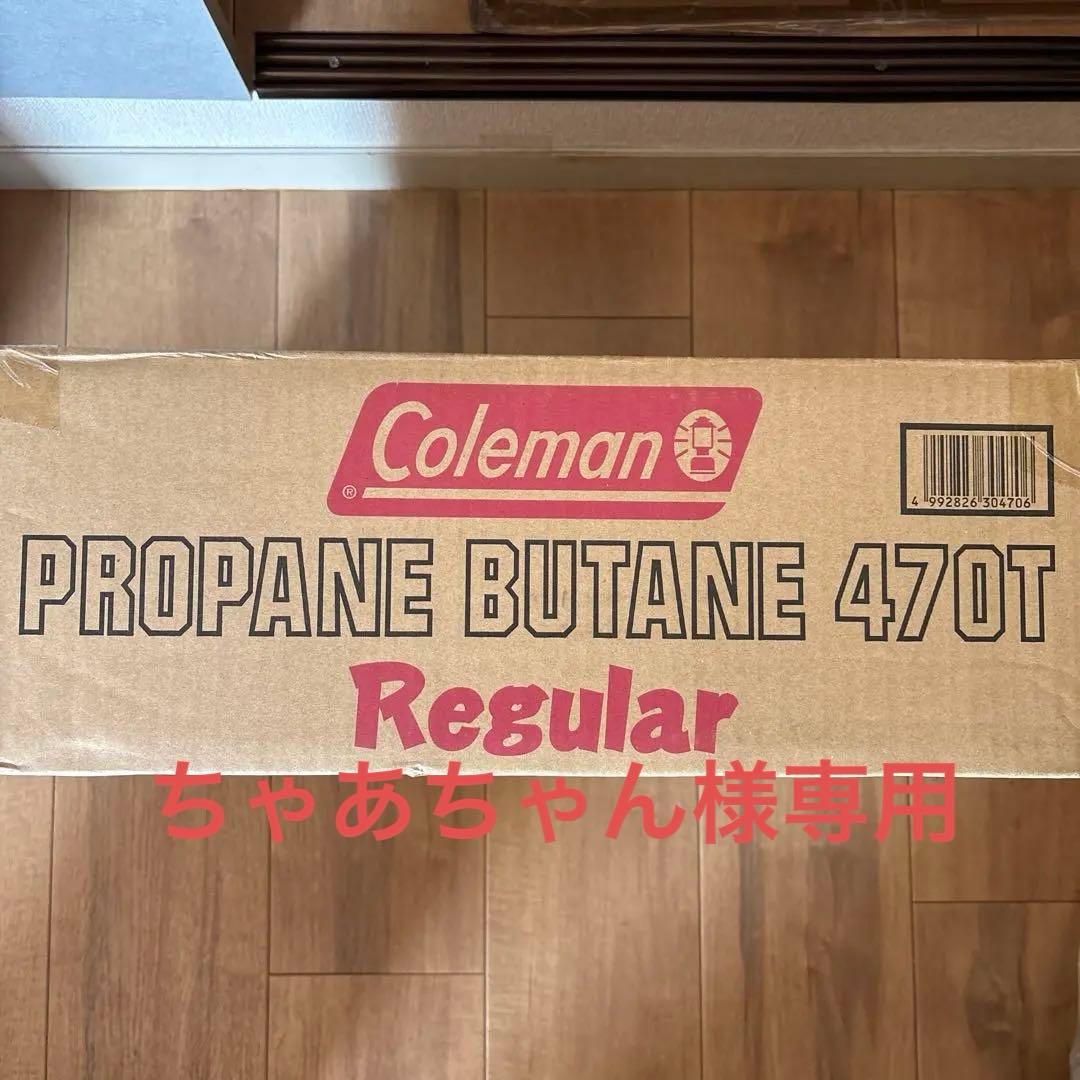 Coleman
®
4 992826 304706
PROPANE BUTANE 470T
Regular
ちゃあちゃん様専用